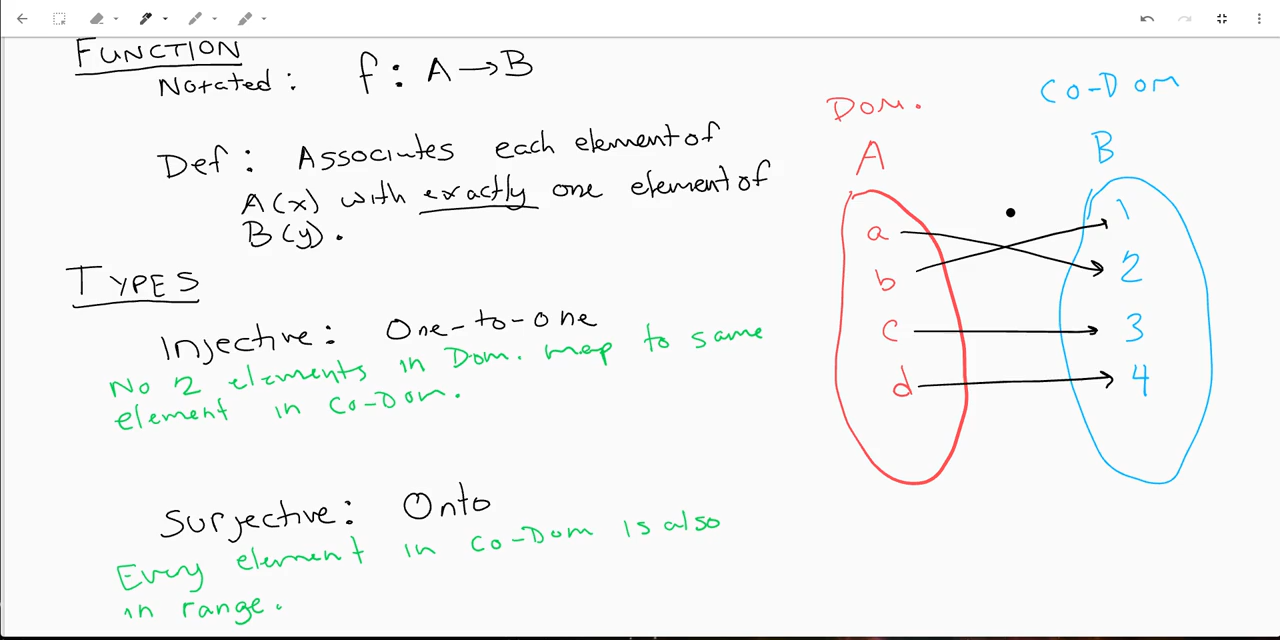 FUNCTION
Notated: f: A→B
Def: Associates each element of
A(x) with exactly one element of
B(y).
TYPES
Injective: One-to-one
No 2 elements in Dom. map to same
element in Co-Dom.
Surjective: Onto
Every element in Co-Dom is also
in range.
Dom.
Co-Dom
A
B
a
1
b
2
c
3
d
4